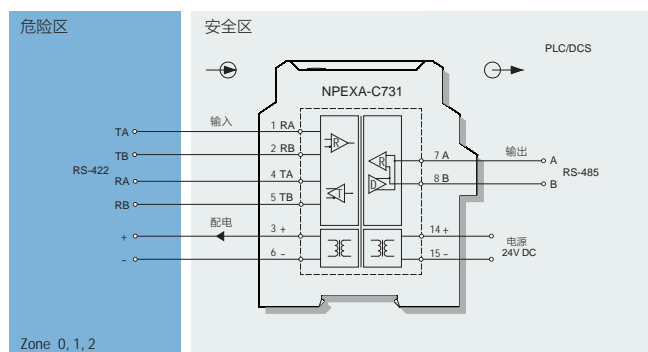 危险区
安全区
PLC/DCS
NPEXA-C731
输入
TA
1 RA
R
TB
2 RB
R
7 A
输出
A
RS-422
RS-485
RA
4 TA
T
D
8 B
B
RB
5 TB
配电
+
3 +
14 +
电源
24V DC
-
6 -
15 -
Zone 0, 1, 2